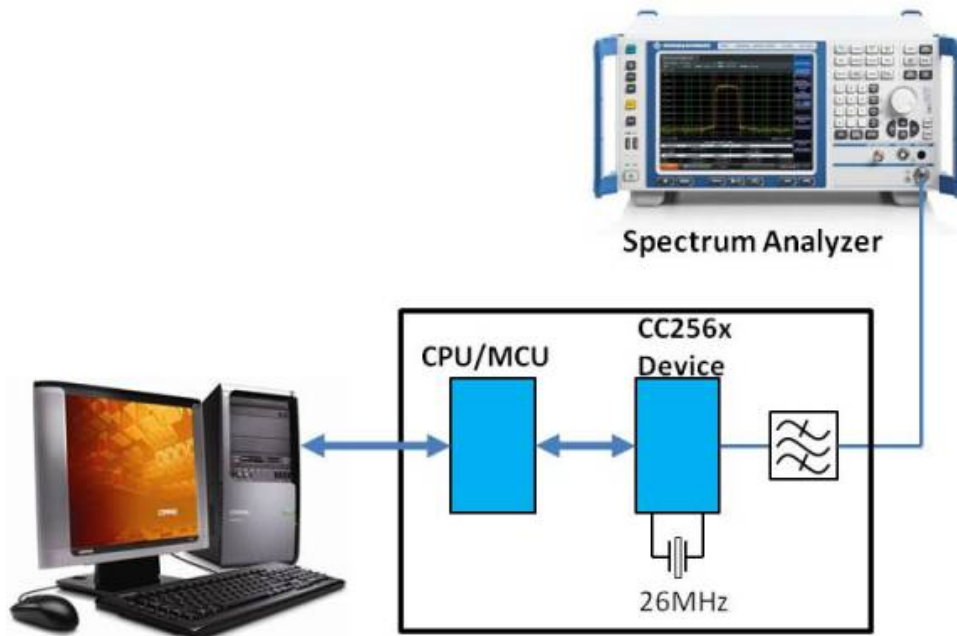 Spectrum Analyzer
CC256x
Device
CPU/MCU
26MHz